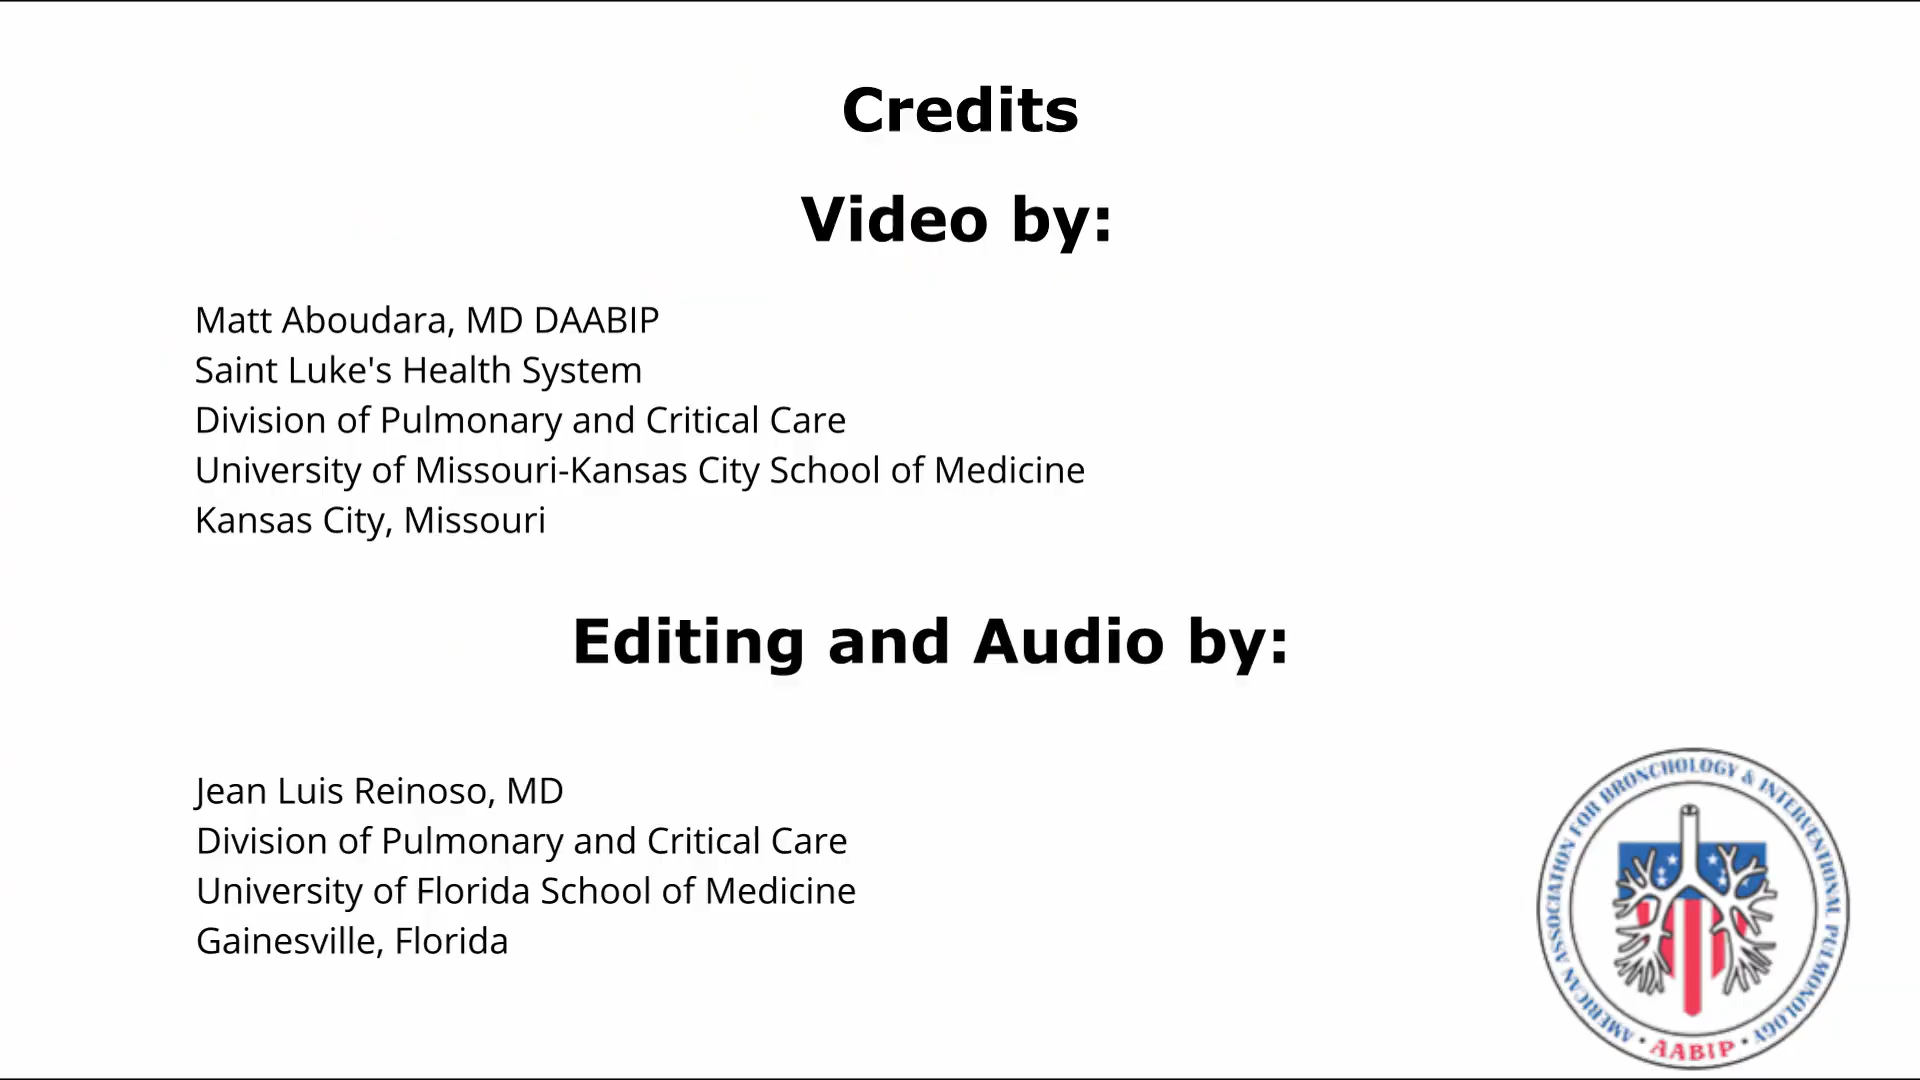 Credits
Video by:
Matt Aboudara, MD DAABIP
Saint Luke's Health System
Division of Pulmonary and Critical Care
University of Missouri-Kansas City School of Medicine
Kansas City, Missouri
Editing and Audio by:
Jean Luis Reinoso, MD
Division of Pulmonary and Critical Care
University of Florida School of Medicine
Gainesville, Florida
AMERICAN ASSOCIATION FOR BRONCHOLOGY & INTERVENTIONAL PULMONOLOGY
• AABIP •